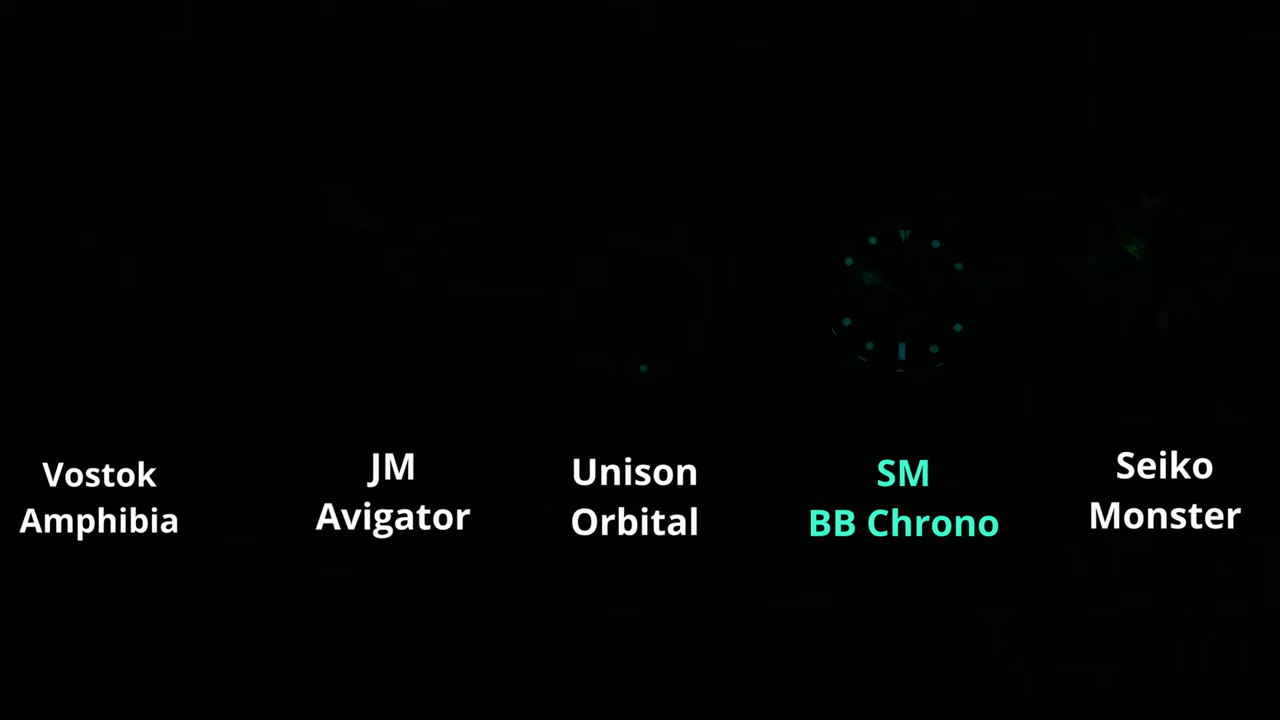 Vostok
Amphibia
JM
Avigator
Unison
Orbital
SM
BB Chrono
Seiko
Monster